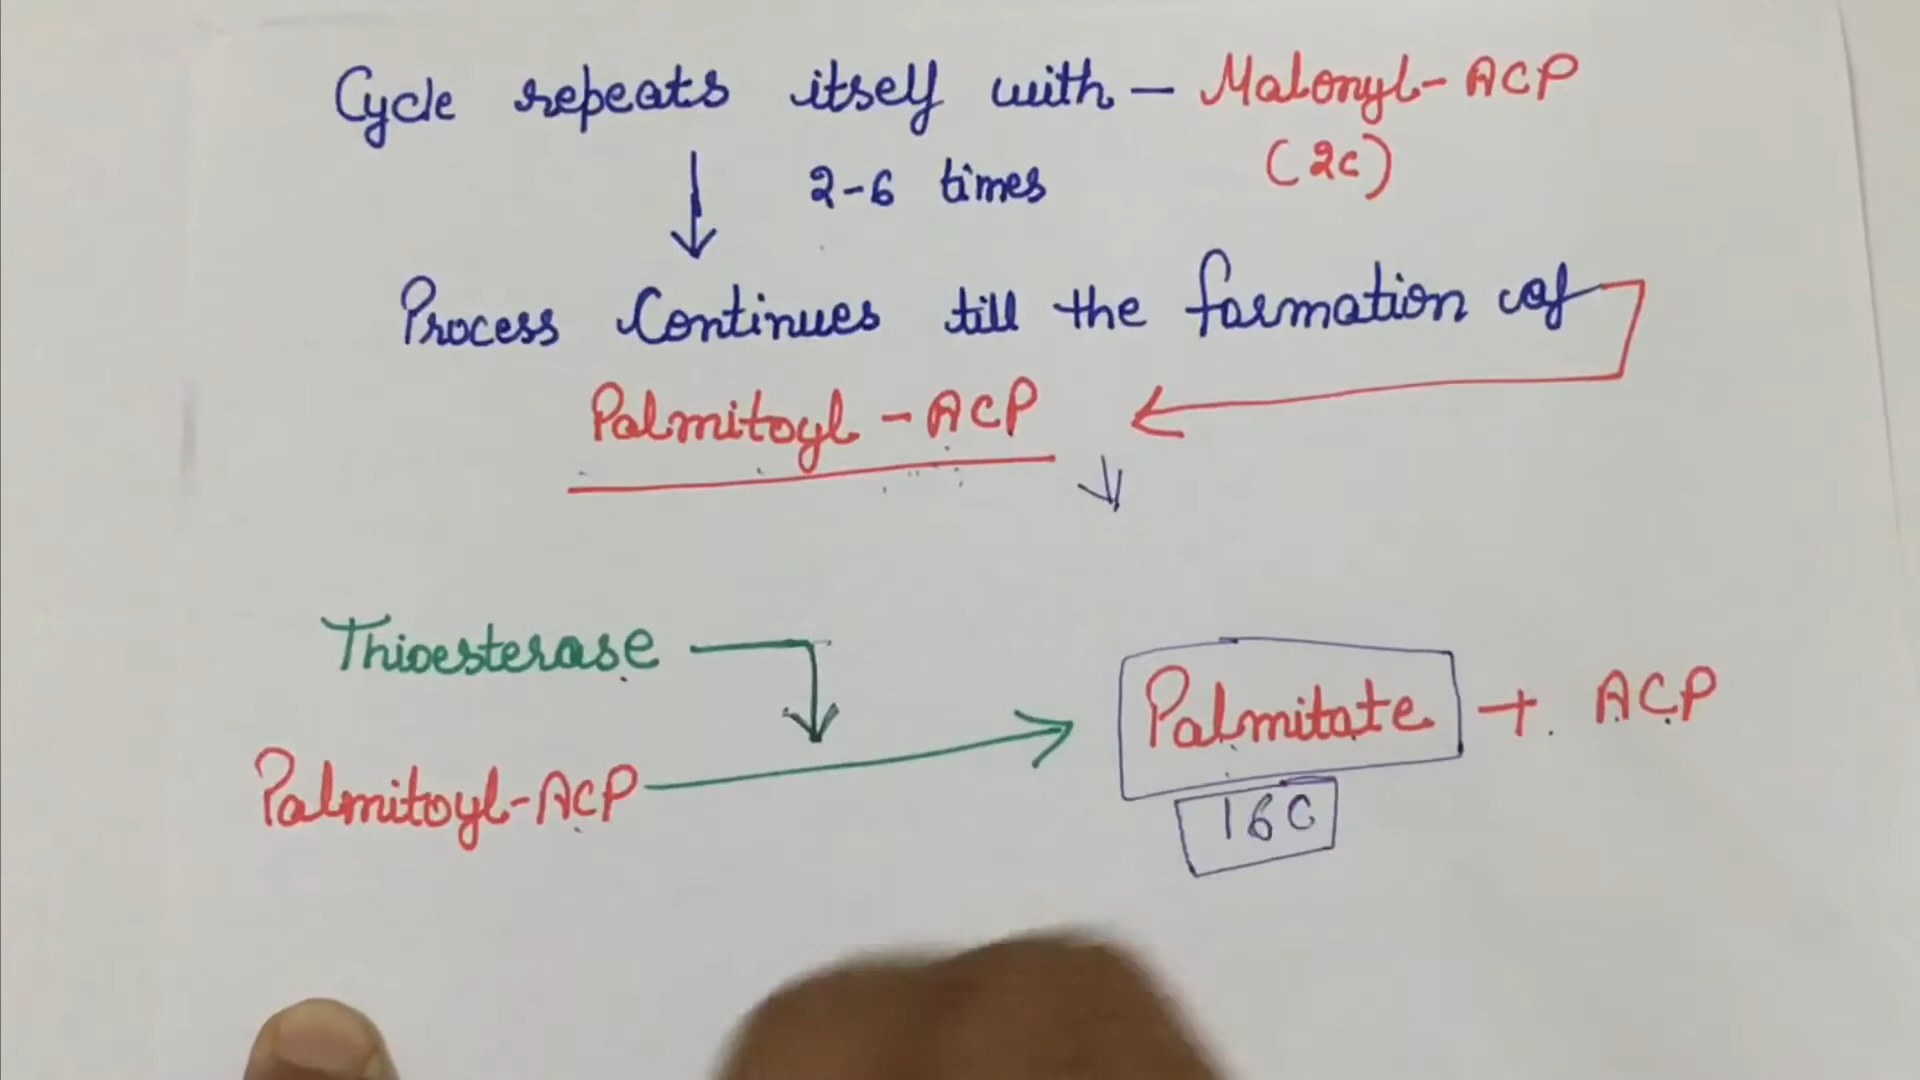 Cycle repeats itself with - Malonyl-ACP
2-6 times (2C)
Process Continues till the formation of
Palmitoyl-ACP
Thioesterase
Palmitate + ACP
Palmitoyl-ACP
16C